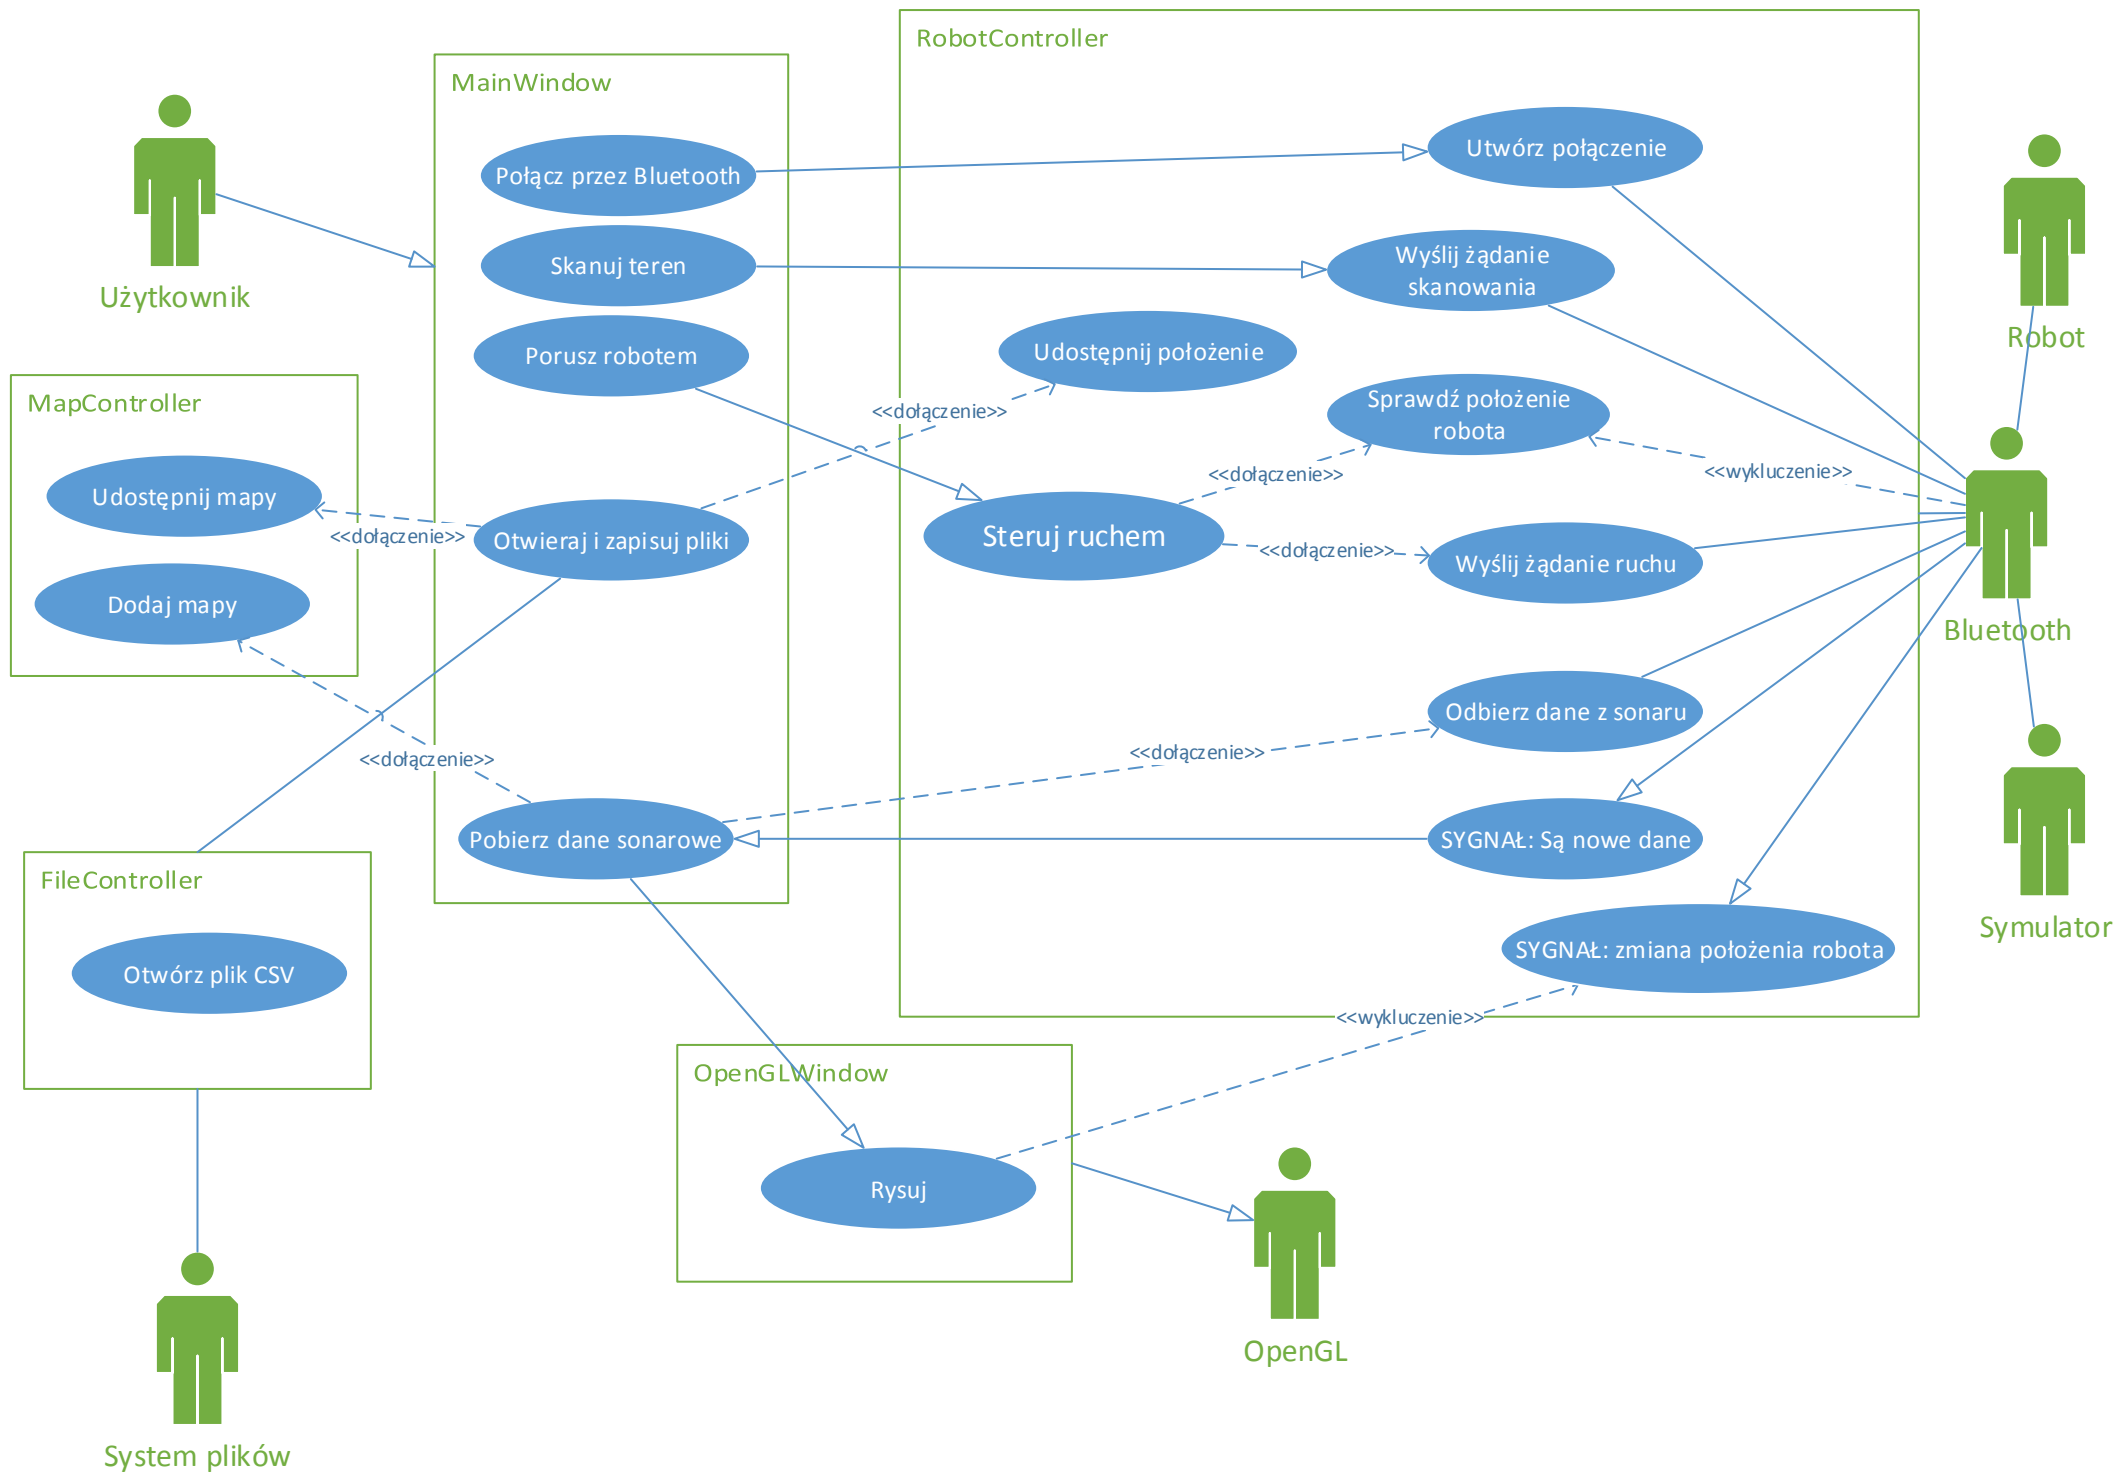 RobotController
MainWindow
Połącz przez Bluetooth
Utwórz połączenie
Skanuj teren
Wyślij żądanie
skanowania
Użytkownik
Robot
Porusz robotem
Udostępnij położenie
MapController
<<dołączenie>>
Sprawdź położenie
robota
<<dołączenie>>
<<wykluczenie>>
Udostępnij mapy
<<dołączenie>>
Otwieraj i zapisuj pliki
Steruj ruchem
<<dołączenie>>
Wyślij żądanie ruchu
Dodaj mapy
Bluetooth
Odbierz dane z sonaru
<<dołączenie>>
<<dołączenie>>
Pobierz dane sonarowe
SYGNAŁ: Są nowe dane
FileController
Symulator
SYGNAŁ: zmiana położenia robota
Otwórz plik CSV
<<wykluczenie>>
OpenGLWindow
Rysuj
OpenGL
System plików